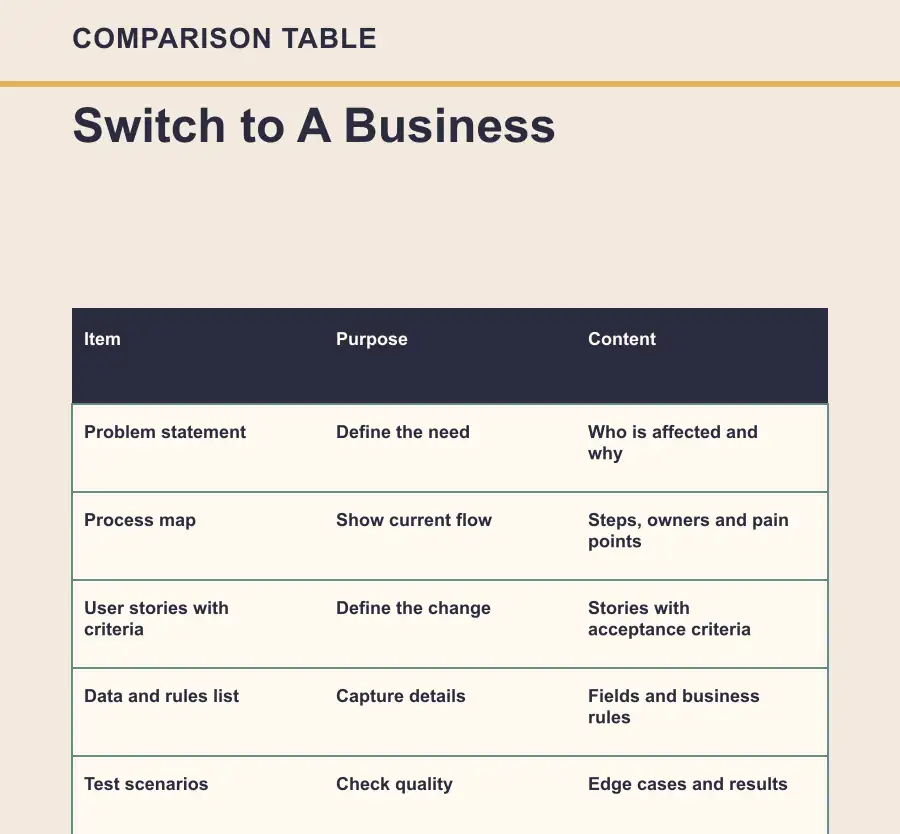 COMPARISON TABLE
Switch to A Business
Item
Purpose
Content
Problem statement
Define the need
Who is affected and
why
Process map
Show current flow
Steps, owners and pain
points
User stories with
criteria
Define the change
Stories with
acceptance criteria
Data and rules list
Capture details
Fields and business
rules
Test scenarios
Check quality
Edge cases and results